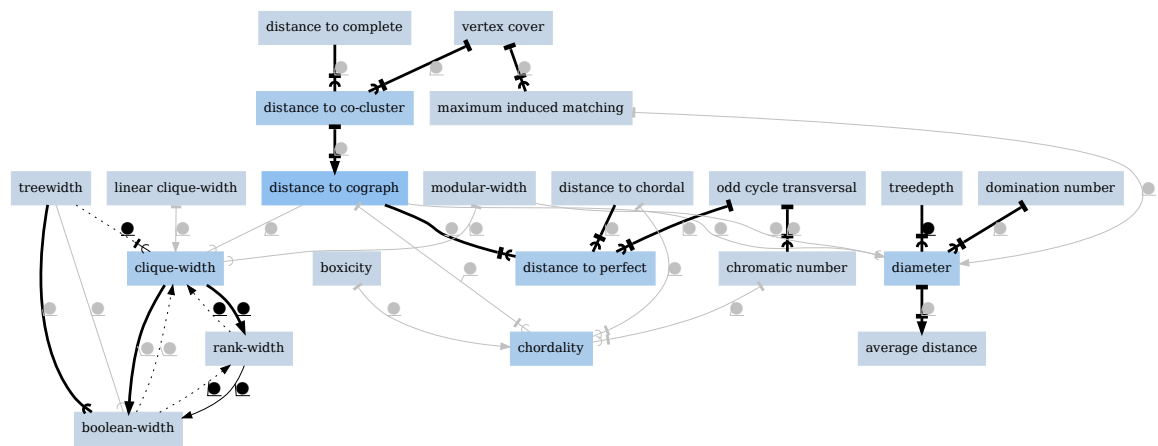 distance to complete
vertex cover
distance to co-cluster
maximum induced matching
treewidth
linear clique-width
distance to cograph
modular-width
distance to chordal
odd cycle transversal
treedepth
domination number
clique-width
boxicity
distance to perfect
chromatic number
diameter
rank-width
chordality
average distance
boolean-width